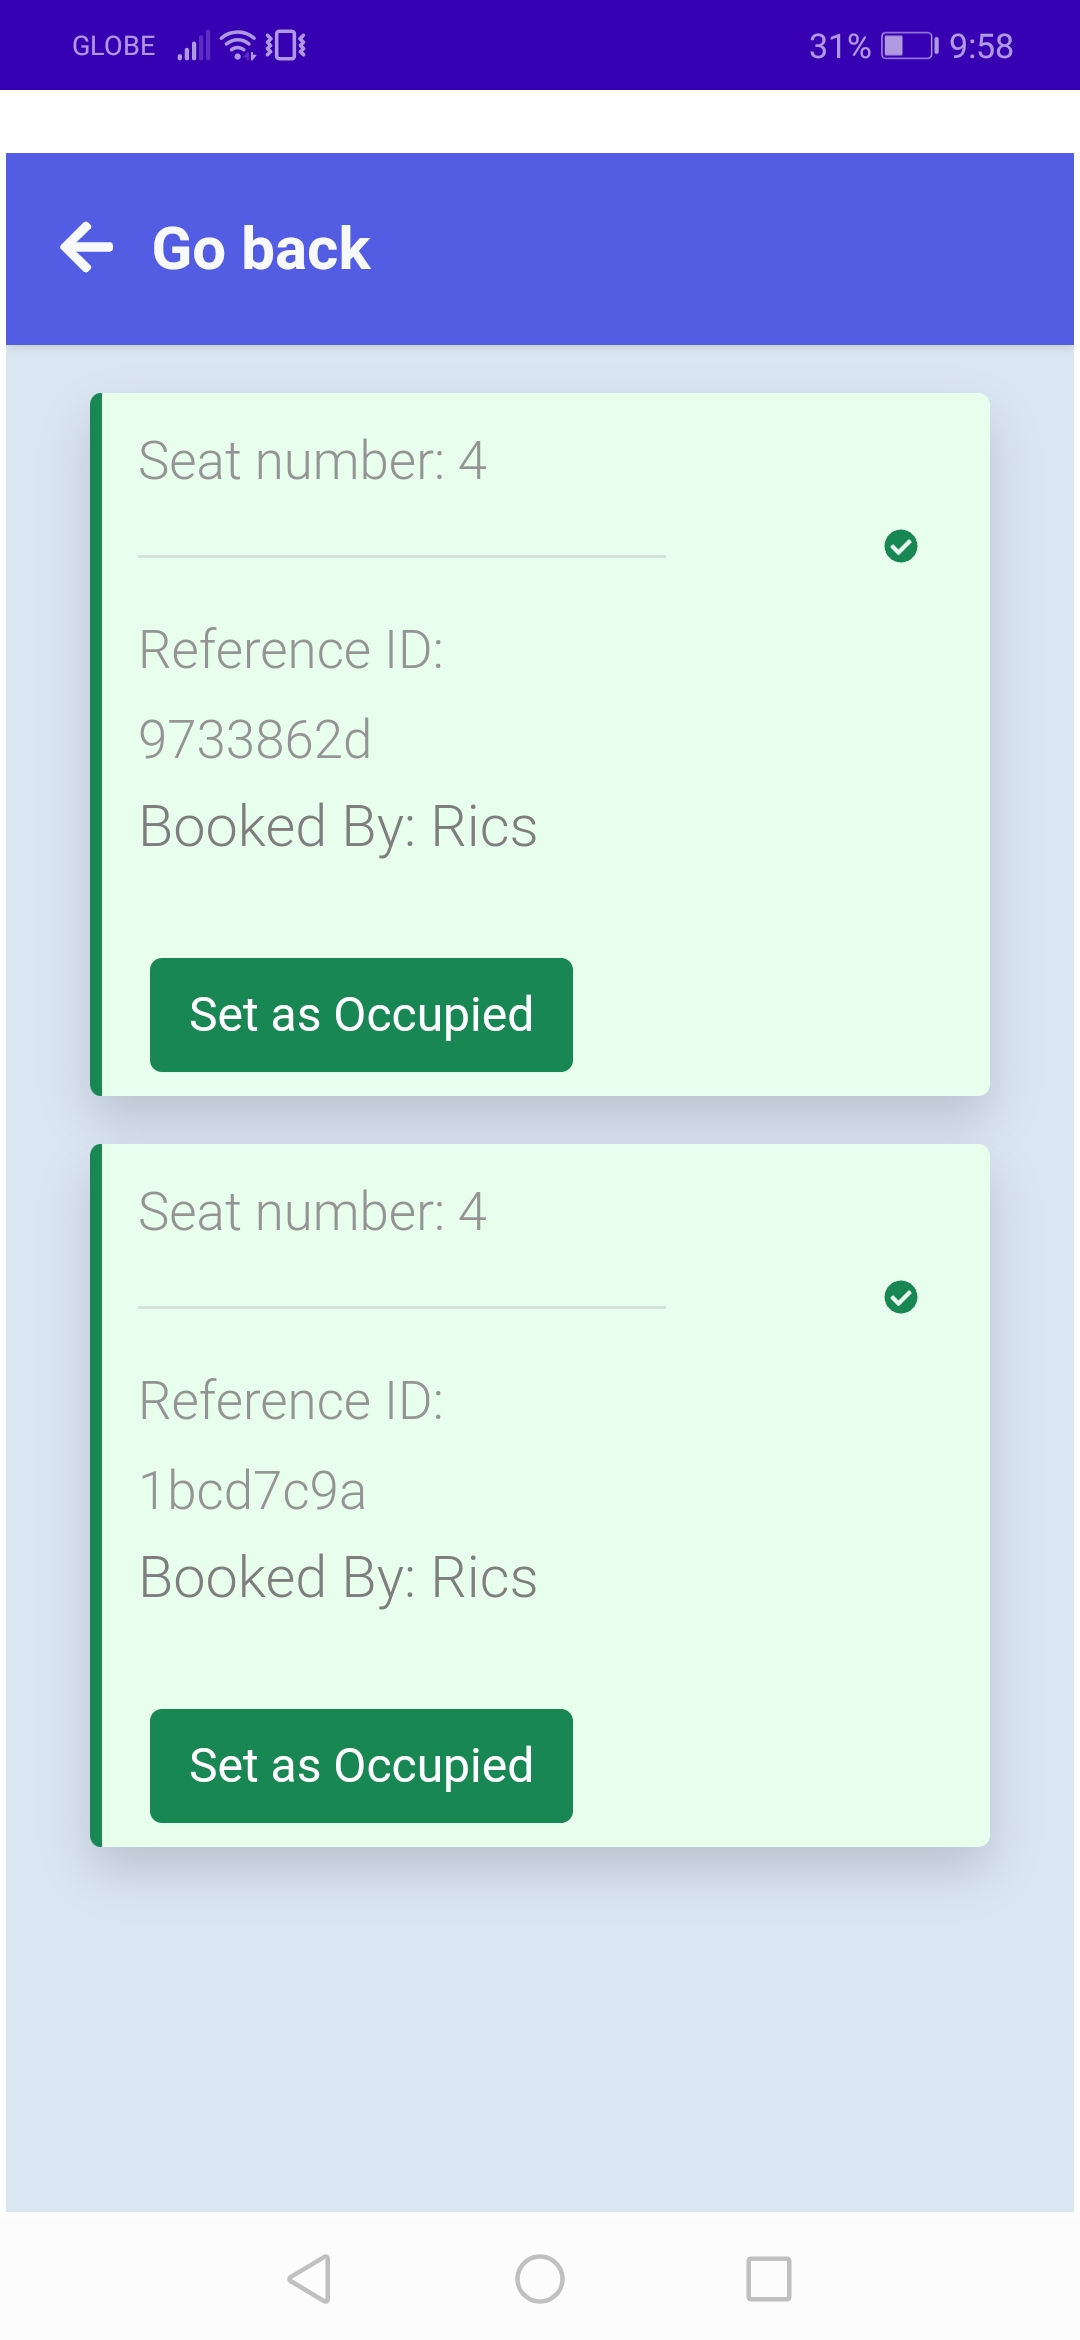 GLOBE 31% 9:58
Go back
Seat number: 4
Reference ID:
9733862d
Booked By: Rics
Set as Occupied
Seat number: 4
Reference ID:
1bcd7c9a
Booked By: Rics
Set as Occupied